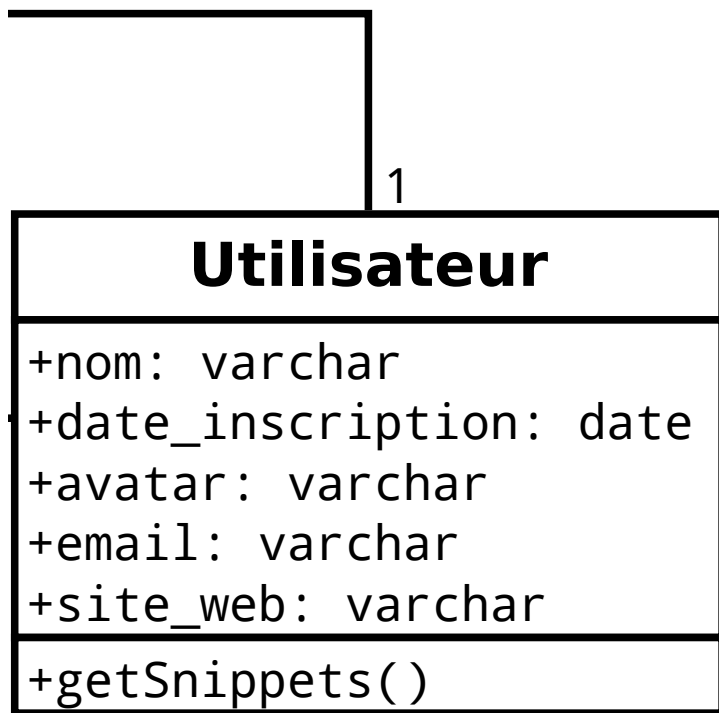 1
Utilisateur
+nom: varchar
+date_inscription: date
+avatar: varchar
+email: varchar
+site_web: varchar
+getSnippets()